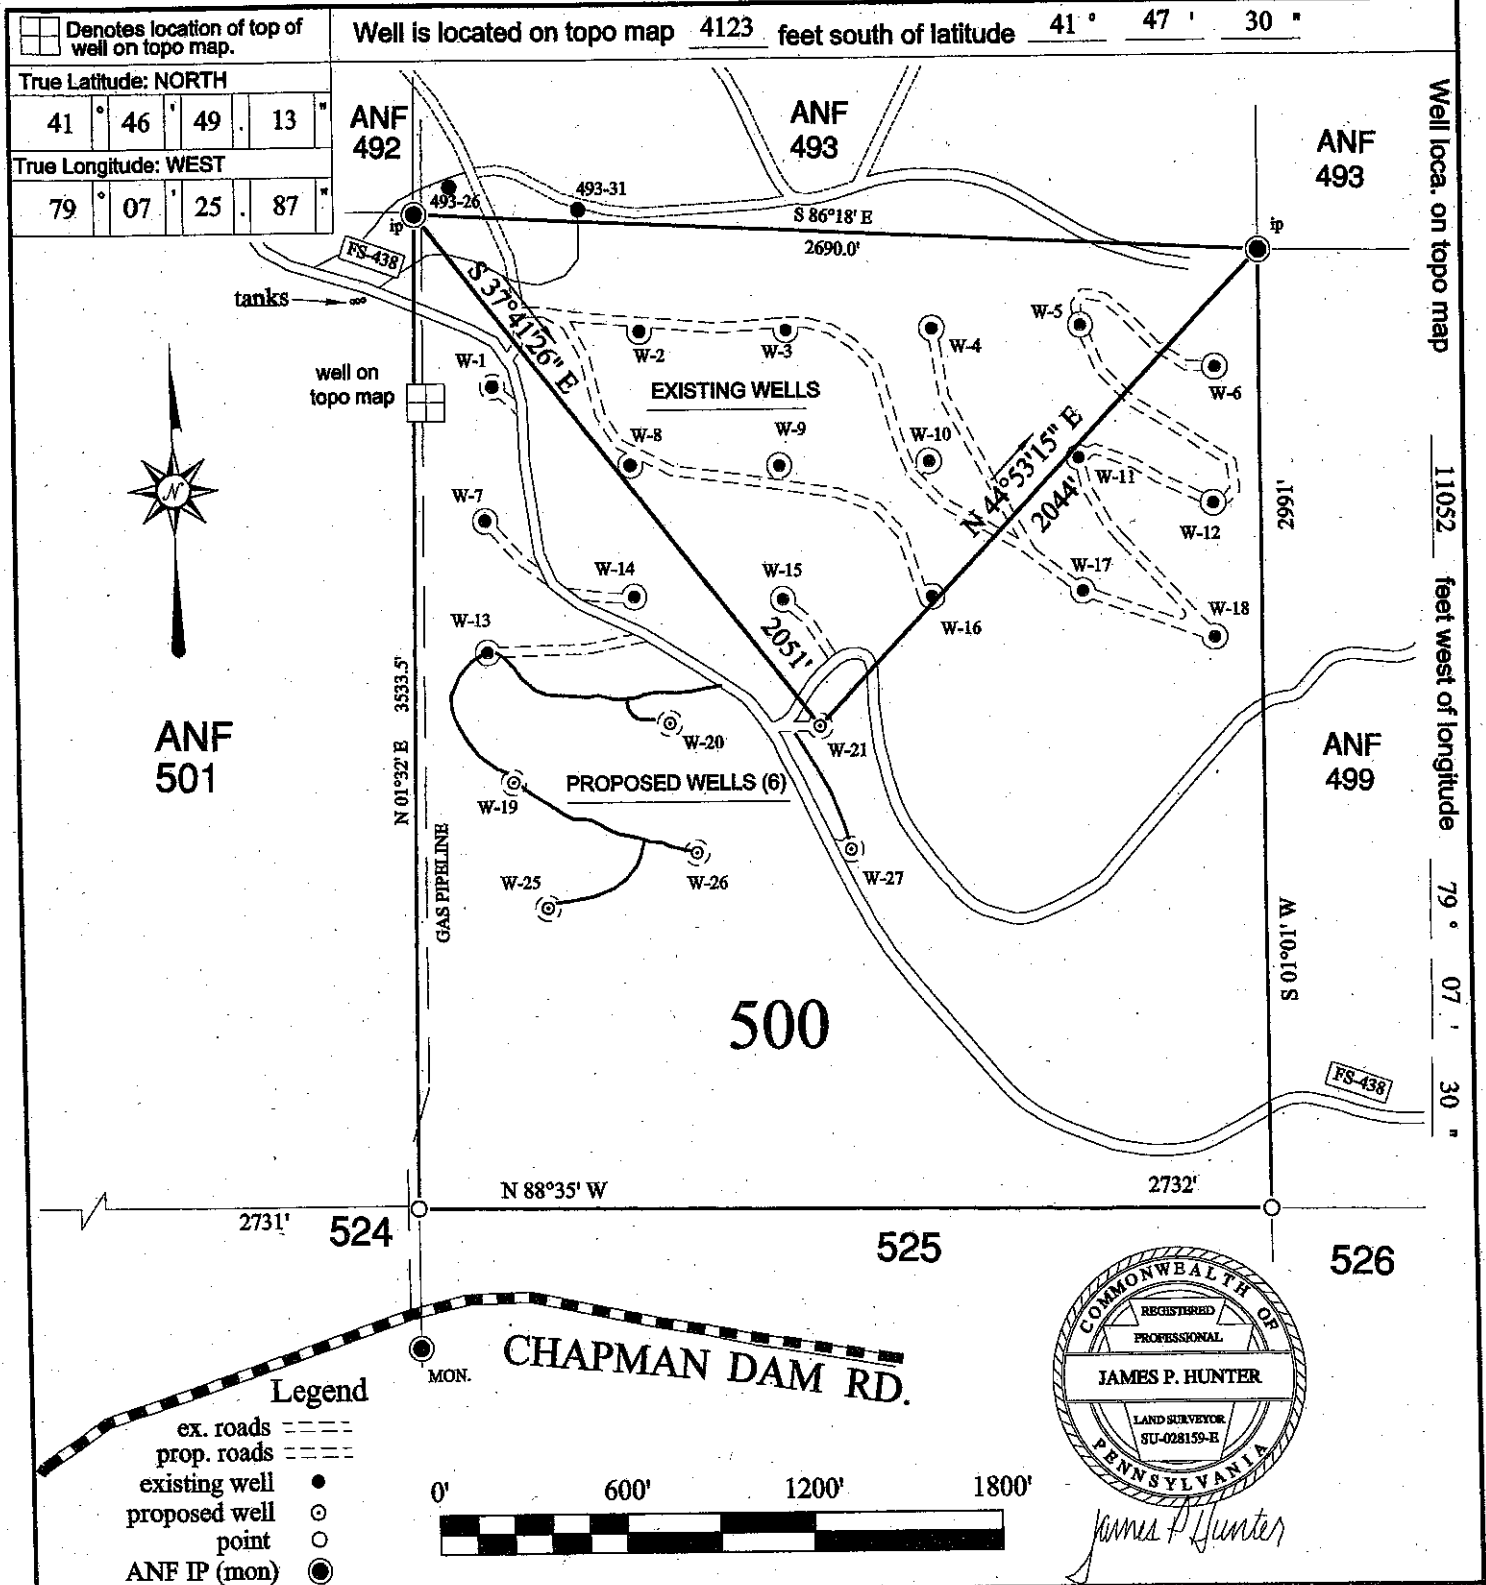 Denotes location of top of
well on topo map.
Well is located on topo map 4123 feet south of latitude 41 ° 47 ' 30 "
True Latitude: NORTH
41 ° 46 ' 49 . 13 "
True Longitude: WEST
79 ° 07 ' 25 . 87 "
Well loca. on topo map 11052 feet west of longitude 79 ° 07 ' 30 "
ANF
492
ANF
493
ANF
493
493-26
493-31
ip
S 86°18' E
2690.0'
ip
FS-438
tanks
S 37°41'26" E
2051'
N 44°53'15" E
2044'
well on
topo map
W-1
W-2
W-3
W-4
W-5
W-6
EXISTING WELLS
W-7
W-8
W-9
W-10
W-11
W-12
N
W-13
W-14
W-15
W-16
W-17
W-18
2991'
N 01°32' E 3533.5'
GAS PIPELINE
ANF
501
W-20
W-21
PROPOSED WELLS (6)
W-19
W-25
W-26
W-27
ANF
499
S 01°01' W
500
FS-438
N 88°35' W
2732'
2731'
524
525
526
CHAPMAN DAM RD.
MON.
Legend
ex. roads
prop. roads
existing well
proposed well
point
ANF IP (mon)
0' 600' 1200' 1800'
COMMONWEALTH OF
REGISTERED
PROFESSIONAL
JAMES P. HUNTER
LAND SURVEYOR
SU-028159-E
PENNSYLVANIA
James P Hunter